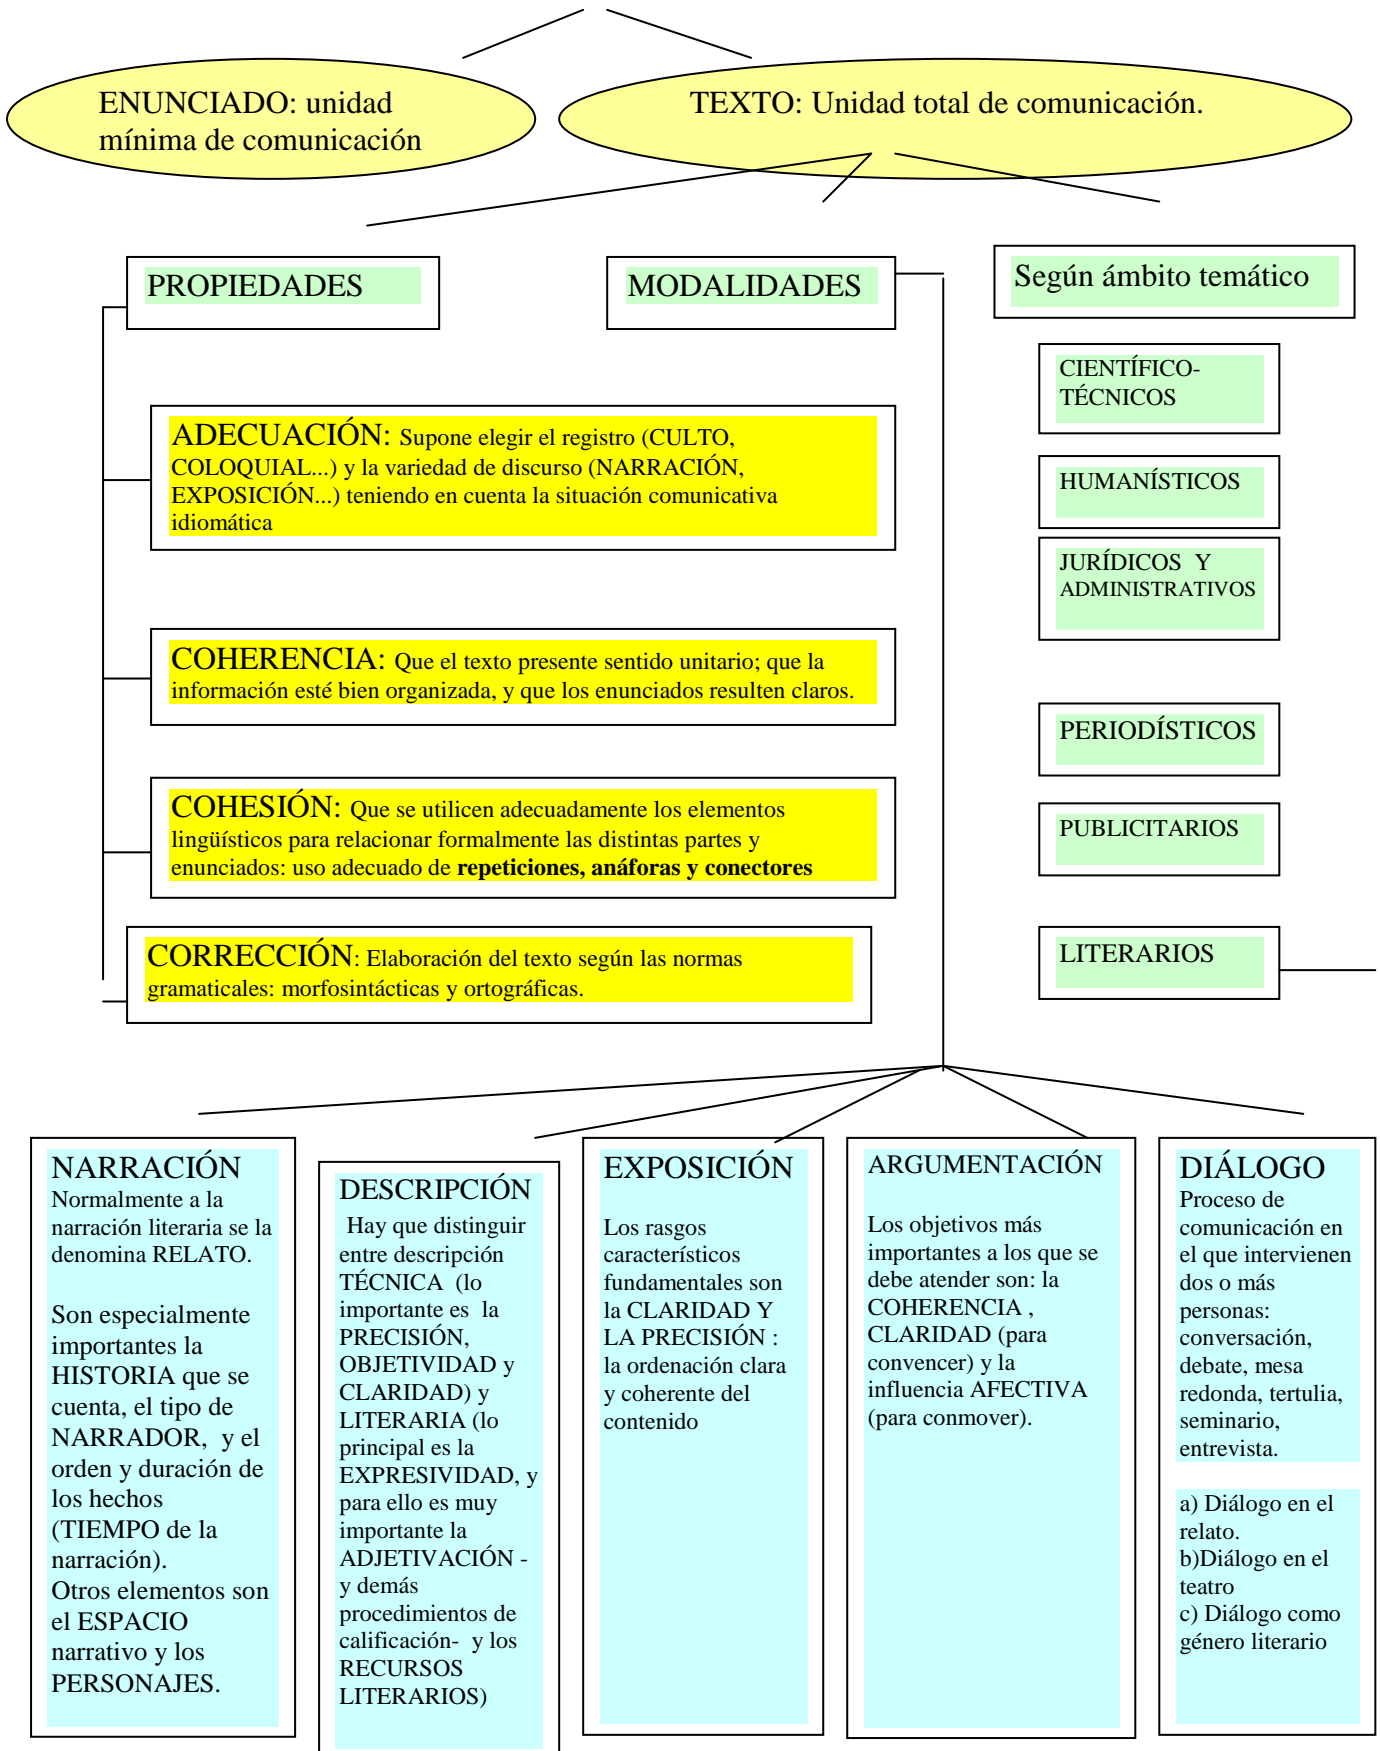 ENUNCIADO: unidad
mínima de comunicación
TEXTO: Unidad total de comunicación.
PROPIEDADES
MODALIDADES
Según ámbito temático
ADECUACIÓN: Supone elegir el registro (CULTO,
COLOQUIAL...) y la variedad de discurso (NARRACIÓN,
EXPOSICIÓN...) teniendo en cuenta la situación comunicativa
idiomática
COHERENCIA: Que el texto presente sentido unitario; que la
información esté bien organizada, y que los enunciados resulten claros.
COHESIÓN: Que se utilicen adecuadamente los elementos
lingüísticos para relacionar formalmente las distintas partes y
enunciados: uso adecuado de repeticiones, anáforas y conectores
CORRECCIÓN: Elaboración del texto según las normas
gramaticales: morfosintácticas y ortográficas.
CIENTÍFICO-
TÉCNICOS
HUMANÍSTICOS
JURÍDICOS Y
ADMINISTRATIVOS
PERIODÍSTICOS
PUBLICITARIOS
LITERARIOS
NARRACIÓN
Normalmente a la
narración literaria se la
denomina RELATO.
Son especialmente
importantes la
HISTORIA que se
cuenta, el tipo de
NARRADOR, y el
orden y duración de
los hechos
(TIEMPO de la
narración).
Otros elementos son
el ESPACIO
narrativo y los
PERSONAJES.
DESCRIPCIÓN
Hay que distinguir
entre descripción
TÉCNICA (lo
importante es la
PRECISIÓN,
OBJETIVIDAD y
CLARIDAD) y
LITERARIA (lo
principal es la
EXPRESIVIDAD, y
para ello es muy
importante la
ADJETIVACIÓN -
y demás
procedimientos de
calificación- y los
RECURSOS
LITERARIOS)
EXPOSICIÓN
Los rasgos
característicos
fundamentales son
la CLARIDAD Y
LA PRECISIÓN :
la ordenación clara
y coherente del
contenido
ARGUMENTACIÓN
Los objetivos más
importantes a los que se
debe atender son: la
COHERENCIA ,
CLARIDAD (para
convencer) y la
influencia AFECTIVA
(para conmover).
DIÁLOGO
Proceso de
comunicación en
el que intervienen
dos o más
personas:
conversación,
debate, mesa
redonda, tertulia,
seminario,
entrevista.
a) Diálogo en el
relato.
b)Diálogo en el
teatro
c) Diálogo como
género literario